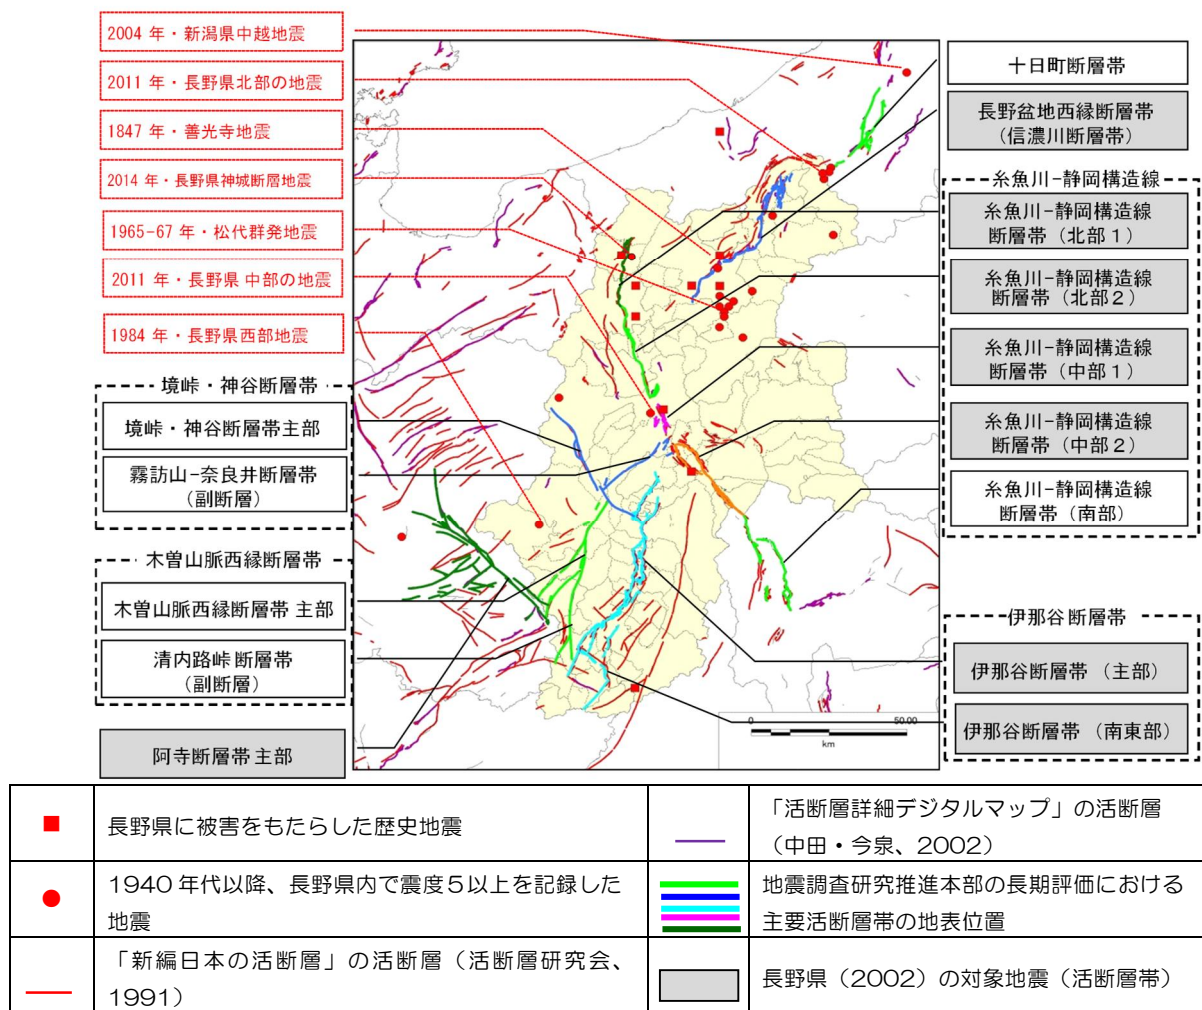 2004 年・新潟県中越地震
2011 年・長野県北部の地震
1847 年・善光寺地震
2014 年・長野県神城断層地震
1965-67 年・松代群発地震
2011 年・長野県 中部の地震
1984 年・長野県西部地震
境峠・神谷断層帯
境峠・神谷断層帯主部
霧訪山-奈良井断層帯
(副断層)
木曽山脈西縁断層帯
木曽山脈西縁断層帯 主部
清内路峠断層帯
(副断層)
阿寺断層帯主部
十日町断層帯
長野盆地西縁断層帯
(信濃川断層帯)
糸魚川-静岡構造線
糸魚川-静岡構造線
断層帯(北部1)
糸魚川-静岡構造線
断層帯(北部2)
糸魚川-静岡構造線
断層帯(中部1)
糸魚川-静岡構造線
断層帯(中部2)
糸魚川-静岡構造線
断層帯(南部)
伊那谷断層帯
伊那谷断層帯 (主部)
伊那谷断層帯 (南東部)
0 50.00
km
長野県に被害をもたらした歴史地震
「活断層詳細デジタルマップ」の活断層
(中田・今泉、2002)
1940 年代以降、長野県内で震度5以上を記録した
地震
地震調査研究推進本部の長期評価における
主要活断層帯の地表位置
「新編日本の活断層」の活断層(活断層研究会、
1991)
長野県(2002)の対象地震(活断層帯)